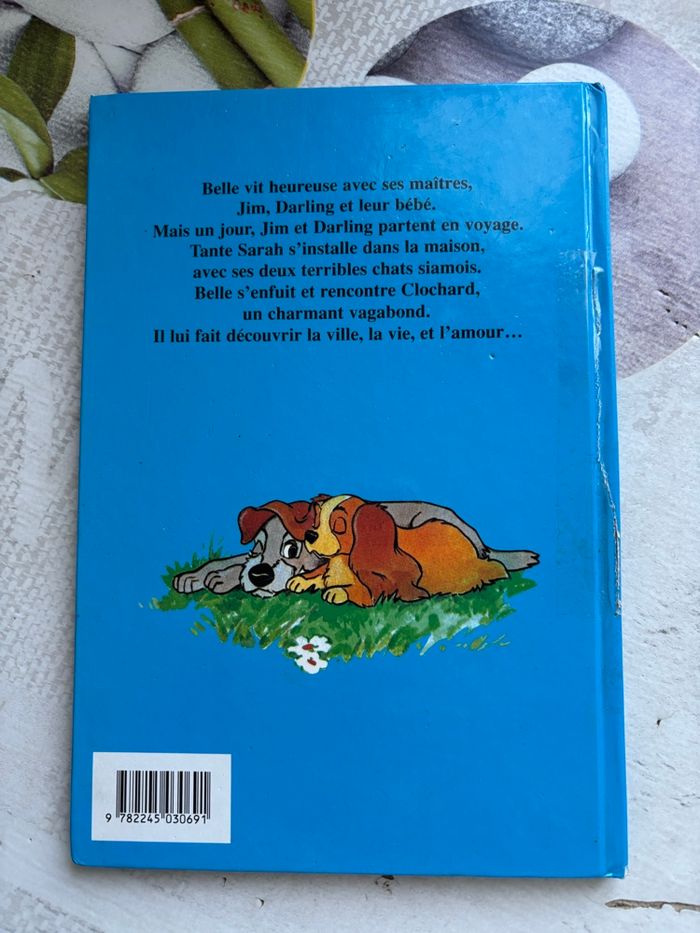 Belle vit heureuse avec ses maîtres,
Jim, Darling et leur bébé.
Mais un jour, Jim et Darling partent en voyage.
Tante Sarah s’installe dans la maison,
avec ses deux terribles chats siamois.
Belle s’enfuit et rencontre Clochard,
un charmant vagabond.
Il lui fait découvrir la ville, la vie, et l’amour…
9 782245 030691